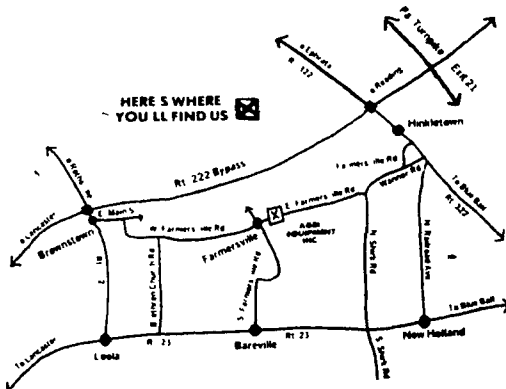 Pa Turnpike
Exit 21
to Ephrata
Rt 322
to Reading
HERE S WHERE
YOU LL FIND US
Hinkletown
Farmersville Rd
Wanner Rd
To Blue Ball
Rt 322
Rt 222 Bypass
E. Farmersville Rd
to Lancaster
E. Main S
W Farmersville Rd
Brownstown
Farmersville
AGRI
EQUIPMENT
INC
N Shirk Rd
N Railroad Ave
S. Farmersville Rd
To Blue Ball
To Lancaster
Leola
Rt 23
Bareville
Rt 23
New Holland
S. Shirk Rd